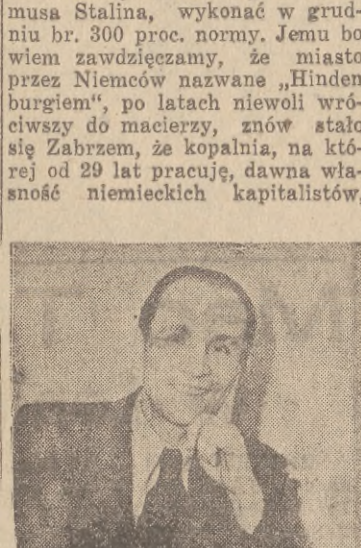 musa Stalina, wykonać w grud-
niu br. 300 proc. normy. Jemu bo
wiem zawdzięczamy, że miasto
przez Niemców nazwane „Hinden
burgiem“, po latach niewoli wró-
ciwszy do macierzy, znów stało
się Zabrzem, że kopalnia, na któ-
rej od 29 lat pracuję, dawna wła-
sność niemieckich kapitalistów,